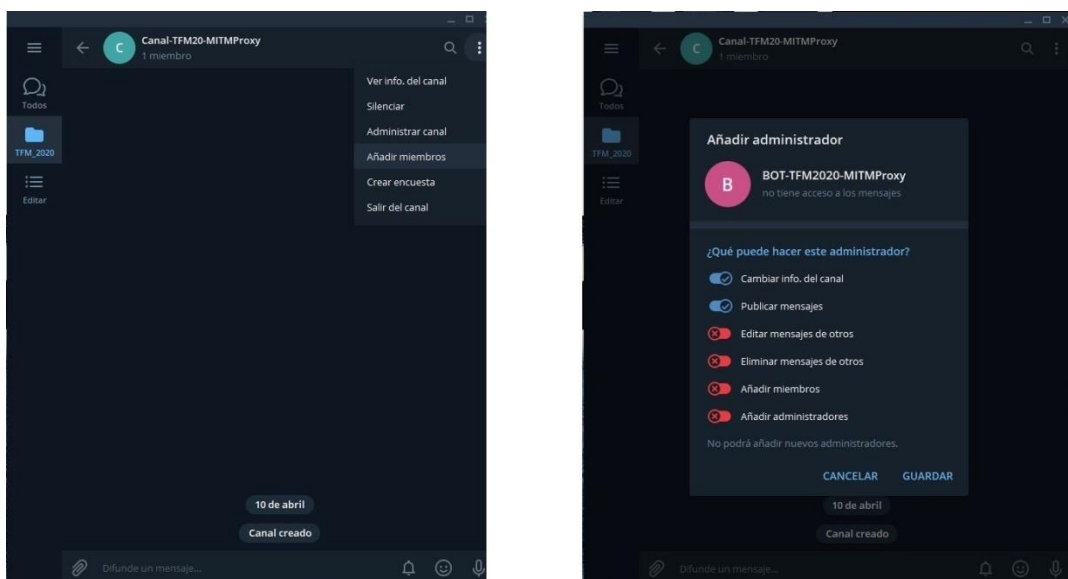 C
Canal-TFM20-MITMProxy
1 miembro
Todos
TFM_2020
Editar
Ver info. del canal
Silenciar
Administrar canal
Añadir miembros
Crear encuesta
Salir del canal
10 de abril
Canal creado
Difunde un mensaje...
C
Canal-TFM20-MITMProxy
1 miembro
Todos
TFM_2020
Editar
Añadir administrador
B
BOT-TFM2020-MITMProxy
no tiene acceso a los mensajes
¿Qué puede hacer este administrador?
Cambiar info. del canal
Publicar mensajes
Editar mensajes de otros
Eliminar mensajes de otros
Añadir miembros
Añadir administradores
No podrá añadir nuevos administradores.
CANCELAR GUARDAR
10 de abril
Canal creado
Difunde un mensaje...